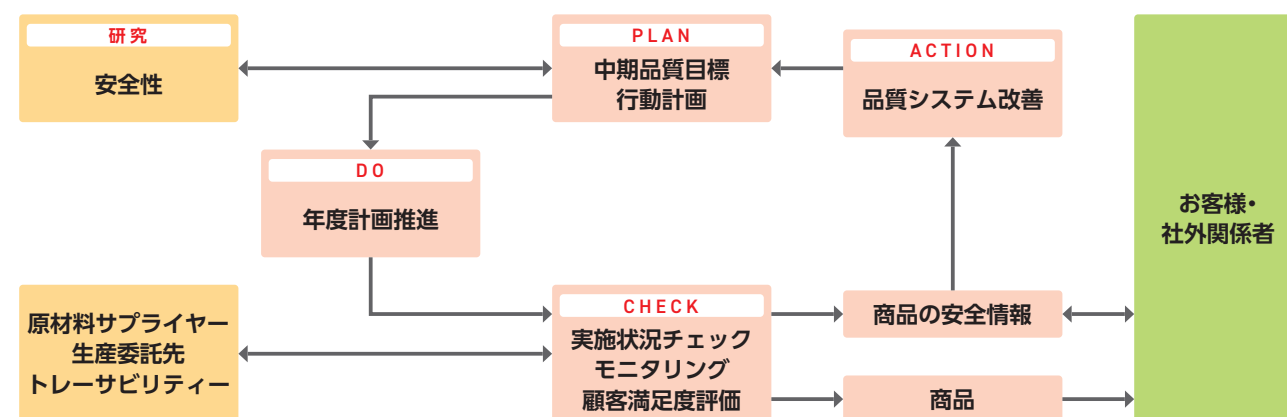 研究
安全性
PLAN
中期品質目標
行動計画
ACTION
品質システム改善
DO
年度計画推進
お客様・
社外関係者
原材料サプライヤー
生産委託先
トレーサビリティー
CHECK
実施状況チェック
モニタリング
顧客満足度評価
商品の安全情報
商品